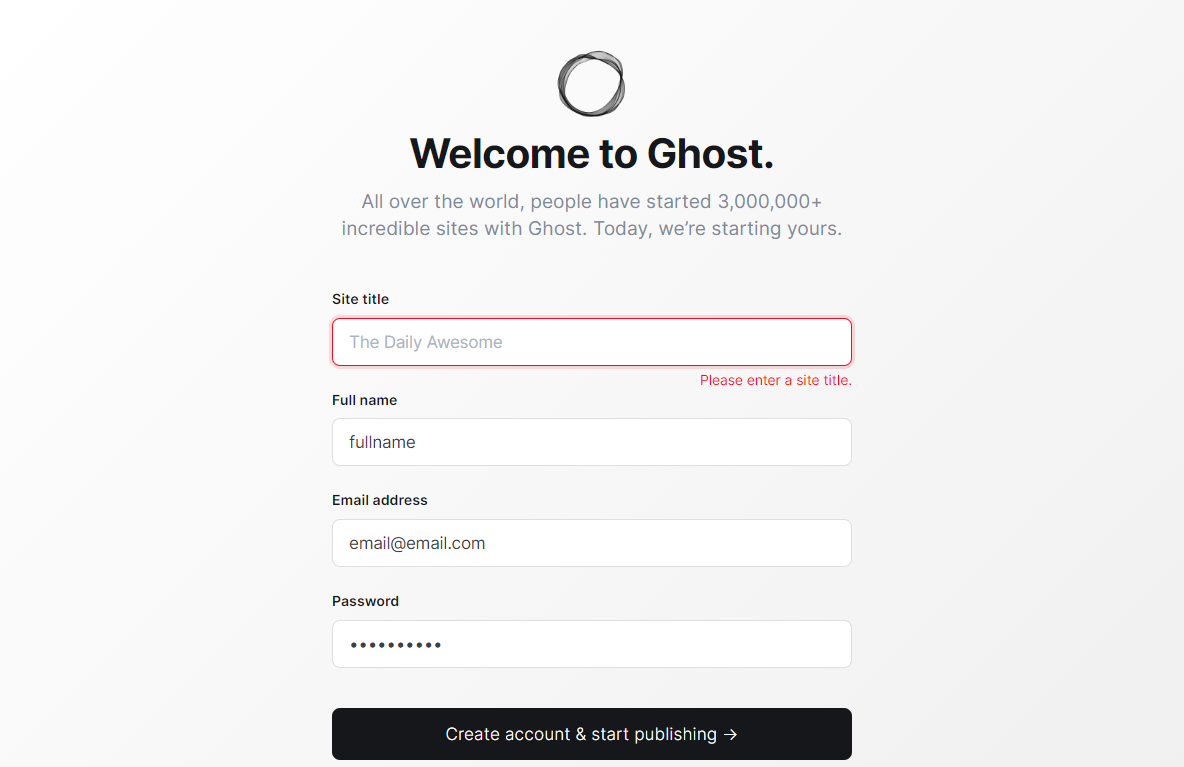 Welcome to Ghost.
All over the world, people have started 3,000,000+
incredible sites with Ghost. Today, we’re starting yours.
Site title
The Daily Awesome
Please enter a site title.
Full name
fullname
Email address
email@email.com
Password
••••••••••
Create account & start publishing →